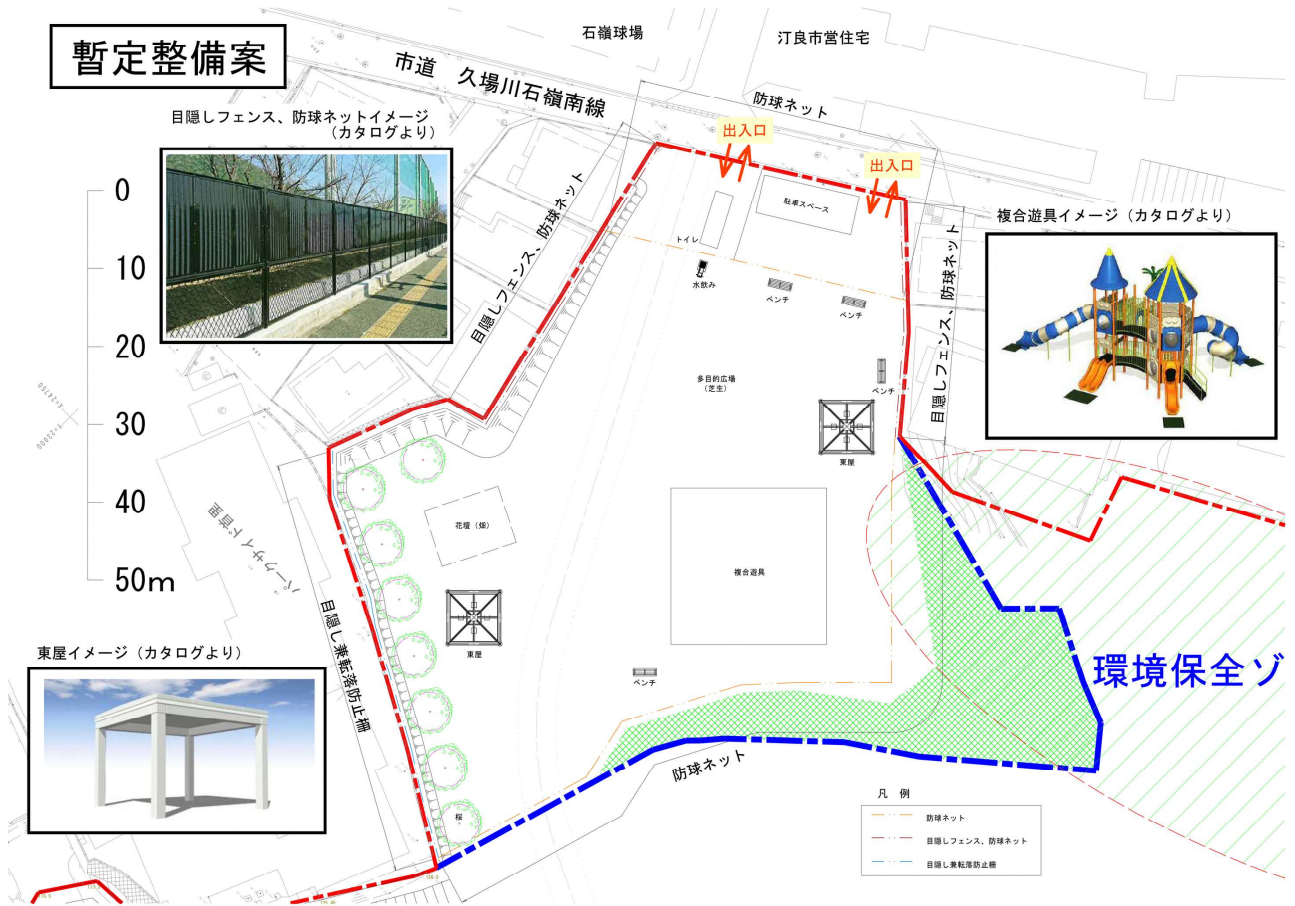 暫定整備案
石嶺球場
汀良市営住宅
市道　久場川石嶺南線
目隠しフェンス、防球ネットイメージ
（カタログより）
防球ネット
出入口
出入口
駐車スペース
トイレ
水飲み
ベンチ
ベンチ
ベンチ
目隠しフェンス、防球ネット
目隠しフェンス、防球ネット
複合遊具イメージ（カタログより）
0
10
20
30
40
50m
多目的広場
（芝生）
東屋
花壇（畑）
複合遊具
パークサイド首里
東屋
目隠し兼転落防止柵
ベンチ
東屋イメージ（カタログより）
環境保全ゾ
防球ネット
桜
凡　例
防球ネット
目隠しフェンス、防球ネット
目隠し兼転落防止柵